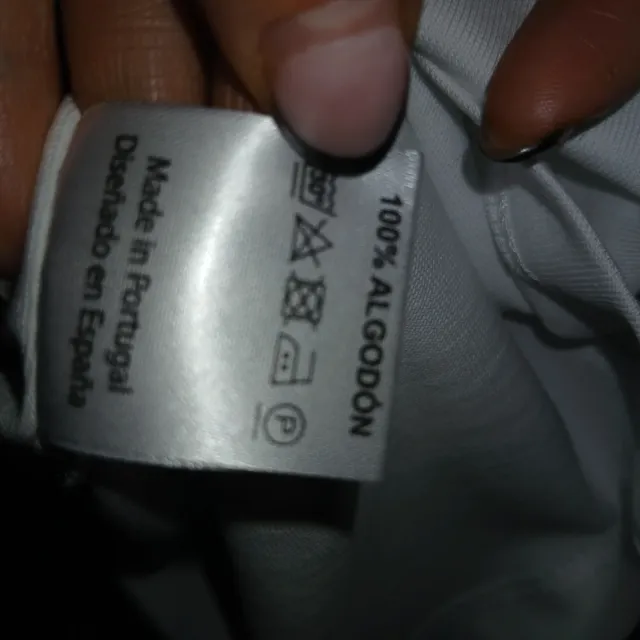 100% ALGODÓN
P
Made in Portugal
Diseñado en España